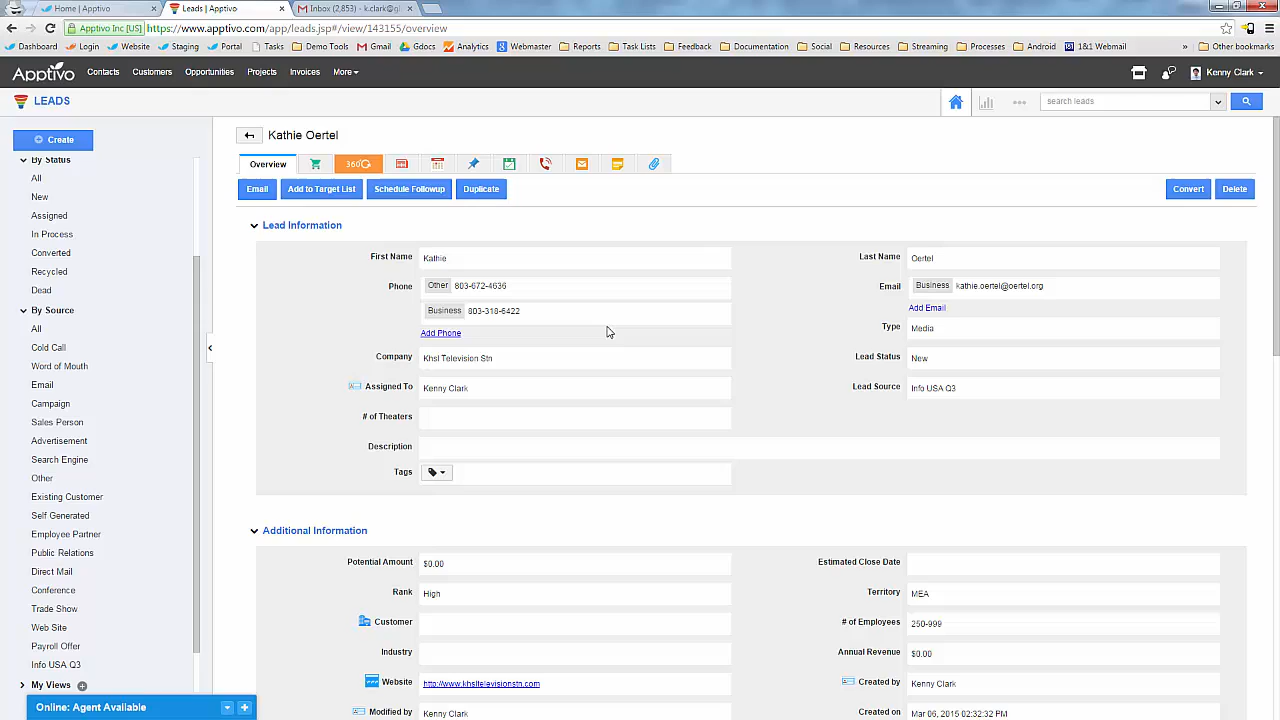 Home | Apptivo
Leads | Apptivo
Inbox (2,853) - k.clark@gl
Apptivo Inc [US] https://www.apptivo.com/app/leads.jsp#/view/143155/overview
Dashboard Login Website Staging Portal Tasks Demo Tools Gmail Gdocs Analytics Webmaster Reports Task Lists Feedback Documentation Social Resources Streaming Processes Android 1&1 Webmail » Other bookmarks
Apptivo Contacts Customers Opportunities Projects Invoices More Kenny Clark
LEADS
search leads
Create
By Status
All
New
Assigned
In Process
Converted
Recycled
Dead
By Source
All
Cold Call
Word of Mouth
Email
Campaign
Sales Person
Advertisement
Search Engine
Other
Existing Customer
Self Generated
Employee Partner
Public Relations
Direct Mail
Conference
Trade Show
Web Site
Payroll Offer
Info USA Q3
My Views
Online: Agent Available
Kathie Oertel
Overview 360
Email Add to Target List Schedule Followup Duplicate Convert Delete
Lead Information
First Name Kathie Last Name Oertel
Phone Other 803-672-4636 Email Business kathie.oertel@oertel.org
Business 803-318-6422 Add Email
Add Phone Type Media
Company Khsl Television Stn Lead Status New
Assigned To Kenny Clark Lead Source Info USA Q3
# of Theaters
Description
Tags
Additional Information
Potential Amount $0.00 Estimated Close Date
Rank High Territory MEA
Customer # of Employees 250-999
Industry Annual Revenue $0.00
Website http://www.khsltelevisionstn.com Created by Kenny Clark
Modified by Kenny Clark Created on Mar 06, 2015 02:32:32 PM